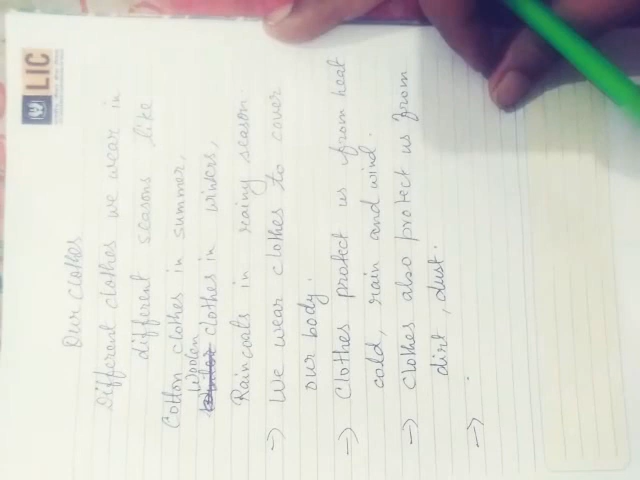 LIC
Our clothes
Different clothes we wear in
different seasons like
Cotton clothes in summer,
Woolen
clothes in winters,
Raincoats in rainy season.
→ We wear clothes to cover
our body.
→ Clothes protect us from heat
cold, rain and wind.
→ Clothes also protect us from
dirt, dust.
→ .